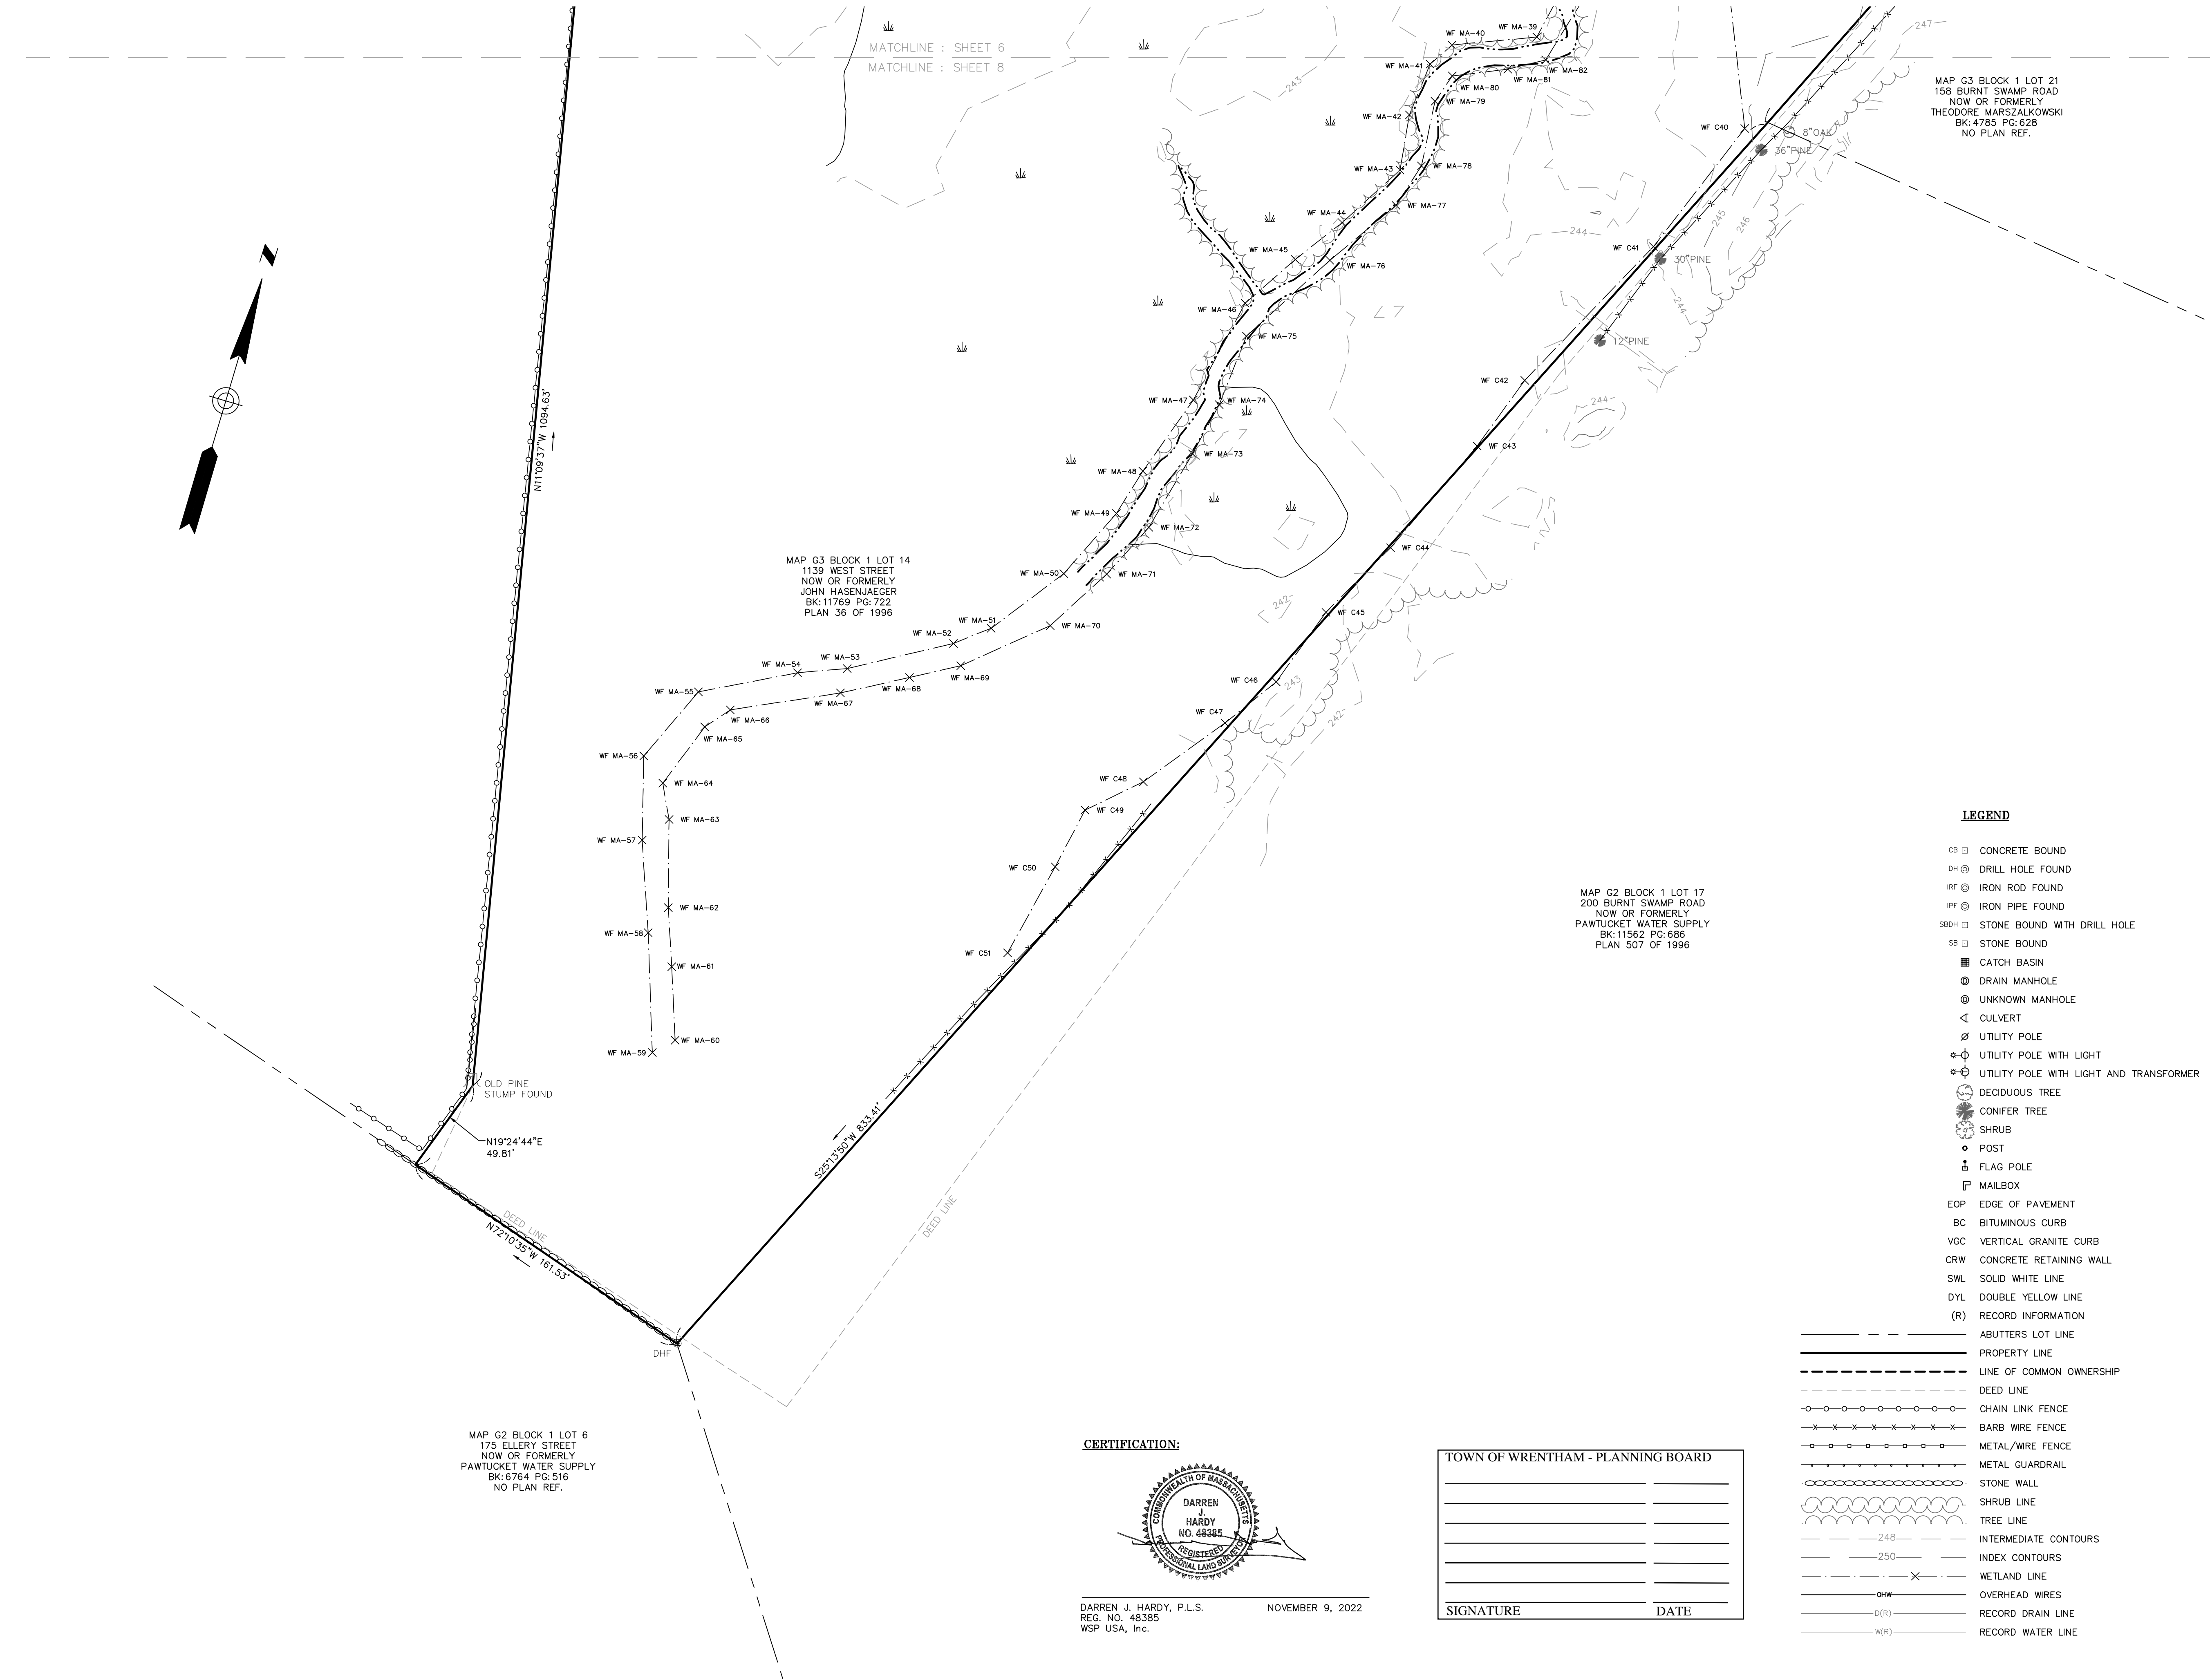 MATCHLINE : SHEET 6
MATCHLINE : SHEET 8
WF MA-39
WF MA-40
WF MA-41
WF MA-82
WF MA-81
WF MA-80
WF MA-79
WF MA-42
WF MA-43
WF MA-78
WF MA-77
WF MA-44
WF MA-45
WF MA-76
WF MA-46
WF MA-75
WF MA-47
WF MA-74
WF MA-73
WF MA-48
WF MA-49
WF MA-72
WF MA-50
WF MA-71
WF MA-51
WF MA-70
WF MA-52
WF MA-53
WF MA-54
WF MA-69
WF MA-68
WF MA-67
WF MA-55
WF MA-66
WF MA-65
WF MA-56
WF MA-64
WF MA-63
WF MA-57
WF MA-62
WF MA-58
WF MA-61
WF MA-60
WF MA-59
247
243
244
245
246
244
244
242
243
242
MAP G3 BLOCK 1 LOT 21
158 BURNT SWAMP ROAD
NOW OR FORMERLY
THEODORE MARSZALKOWSKI
BK:4785 PG:628
NO PLAN REF.
WF C40
8"OAK
36"PINE
WF C41
30"PINE
12"PINE
WF C42
WF C43
WF C44
WF C45
WF C46
WF C47
WF C48
WF C49
WF C50
WF C51
N
N11°09'37"W 1094.63'
MAP G3 BLOCK 1 LOT 14
1139 WEST STREET
NOW OR FORMERLY
JOHN HASENJAEGER
BK:11769 PG:722
PLAN 36 OF 1996
MAP G2 BLOCK 1 LOT 17
200 BURNT SWAMP ROAD
NOW OR FORMERLY
PAWTUCKET WATER SUPPLY
BK:11562 PG:686
PLAN 507 OF 1996
OLD PINE
STUMP FOUND
N19°24'44"E
49.81'
S25°13'50"W 833.41'
DEED LINE
DEED LINE
N72°10'35"W 161.53'
DHF
MAP G2 BLOCK 1 LOT 6
175 ELLERY STREET
NOW OR FORMERLY
PAWTUCKET WATER SUPPLY
BK:6764 PG:516
NO PLAN REF.
CERTIFICATION:
COMMONWEALTH OF MASSACHUSETTS
DARREN
J.
HARDY
NO. 48385
REGISTERED
PROFESSIONAL LAND SURVEYOR
DARREN J. HARDY, P.L.S. NOVEMBER 9, 2022
REG. NO. 48385
WSP USA, Inc.
TOWN OF WRENTHAM - PLANNING BOARD
SIGNATURE DATE
LEGEND
CB CONCRETE BOUND
DH DRILL HOLE FOUND
IRF IRON ROD FOUND
IPF IRON PIPE FOUND
SBDH STONE BOUND WITH DRILL HOLE
SB STONE BOUND
CATCH BASIN
D DRAIN MANHOLE
D UNKNOWN MANHOLE
CULVERT
UTILITY POLE
UTILITY POLE WITH LIGHT
UTILITY POLE WITH LIGHT AND TRANSFORMER
DECIDUOUS TREE
CONIFER TREE
SHRUB
POST
FLAG POLE
MAILBOX
EOP EDGE OF PAVEMENT
BC BITUMINOUS CURB
VGC VERTICAL GRANITE CURB
CRW CONCRETE RETAINING WALL
SWL SOLID WHITE LINE
DYL DOUBLE YELLOW LINE
(R) RECORD INFORMATION
ABUTTERS LOT LINE
PROPERTY LINE
LINE OF COMMON OWNERSHIP
DEED LINE
CHAIN LINK FENCE
BARB WIRE FENCE
METAL/WIRE FENCE
METAL GUARDRAIL
STONE WALL
SHRUB LINE
TREE LINE
248 INTERMEDIATE CONTOURS
250 INDEX CONTOURS
WETLAND LINE
OHW OVERHEAD WIRES
D(R) RECORD DRAIN LINE
W(R) RECORD WATER LINE